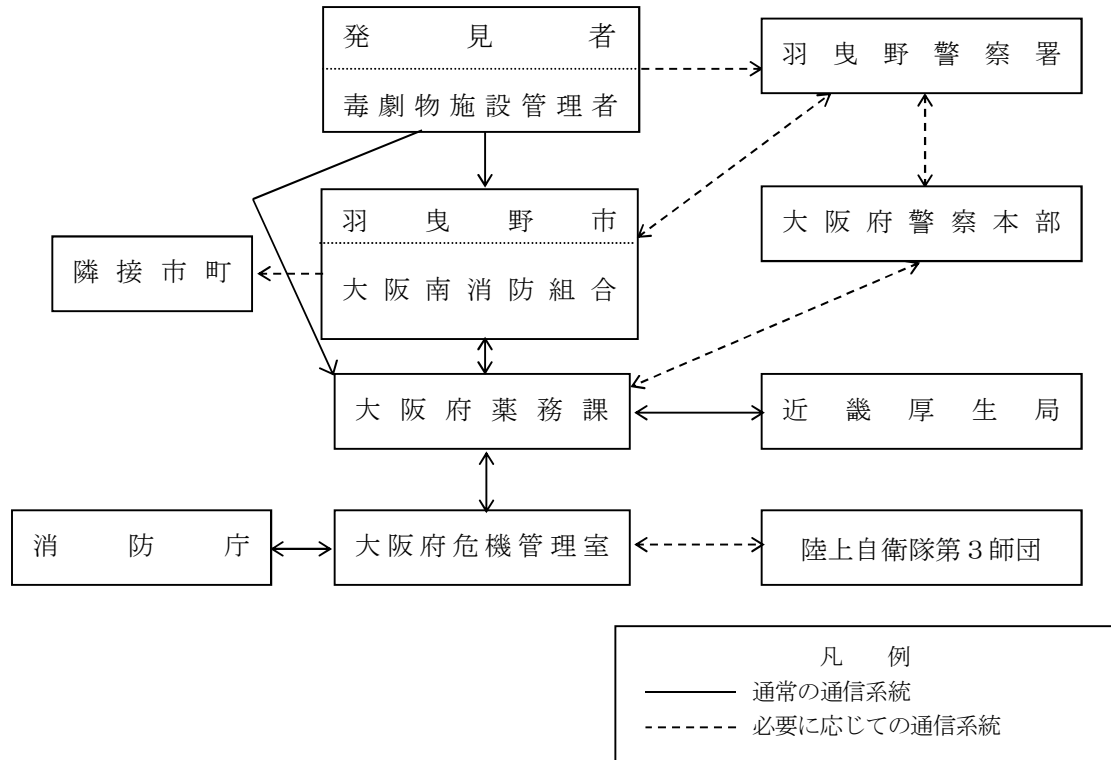 発見者
毒劇物施設管理者
羽曳野警察署
羽曳野市
大阪南消防組合
大阪府警察本部
隣接市町
大阪府薬務課
近畿厚生局
消防庁
大阪府危機管理室
陸上自衛隊第３師団
凡例
通常の通信系統
必要に応じての通信系統